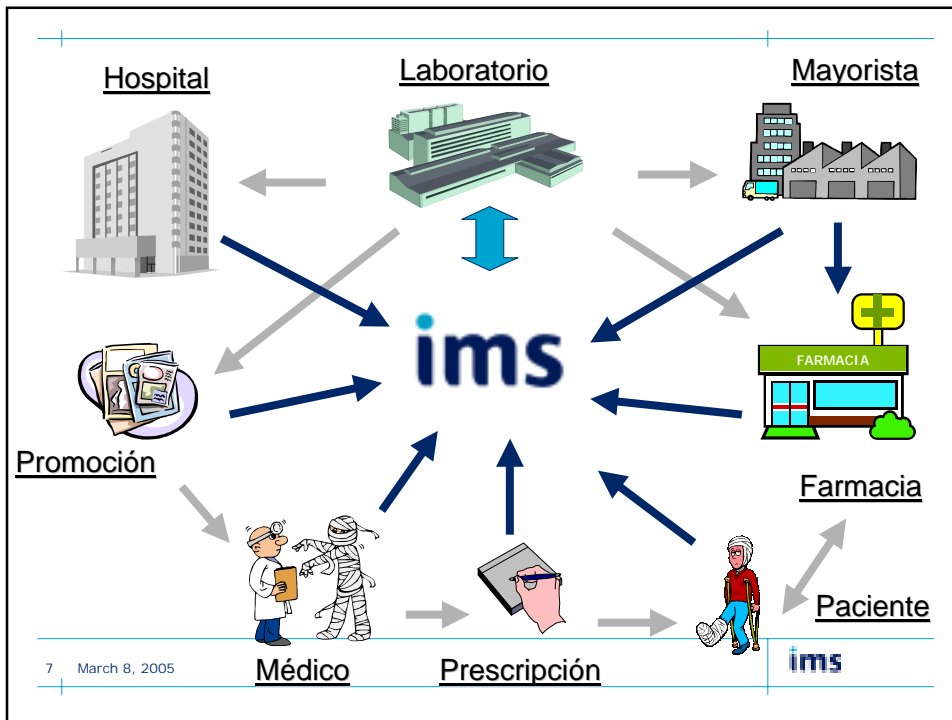 Hospital
Laboratorio
Mayorista
ims
FARMACIA
Promoción
Farmacia
Paciente
Médico
Prescripción
7 March 8, 2005
ims